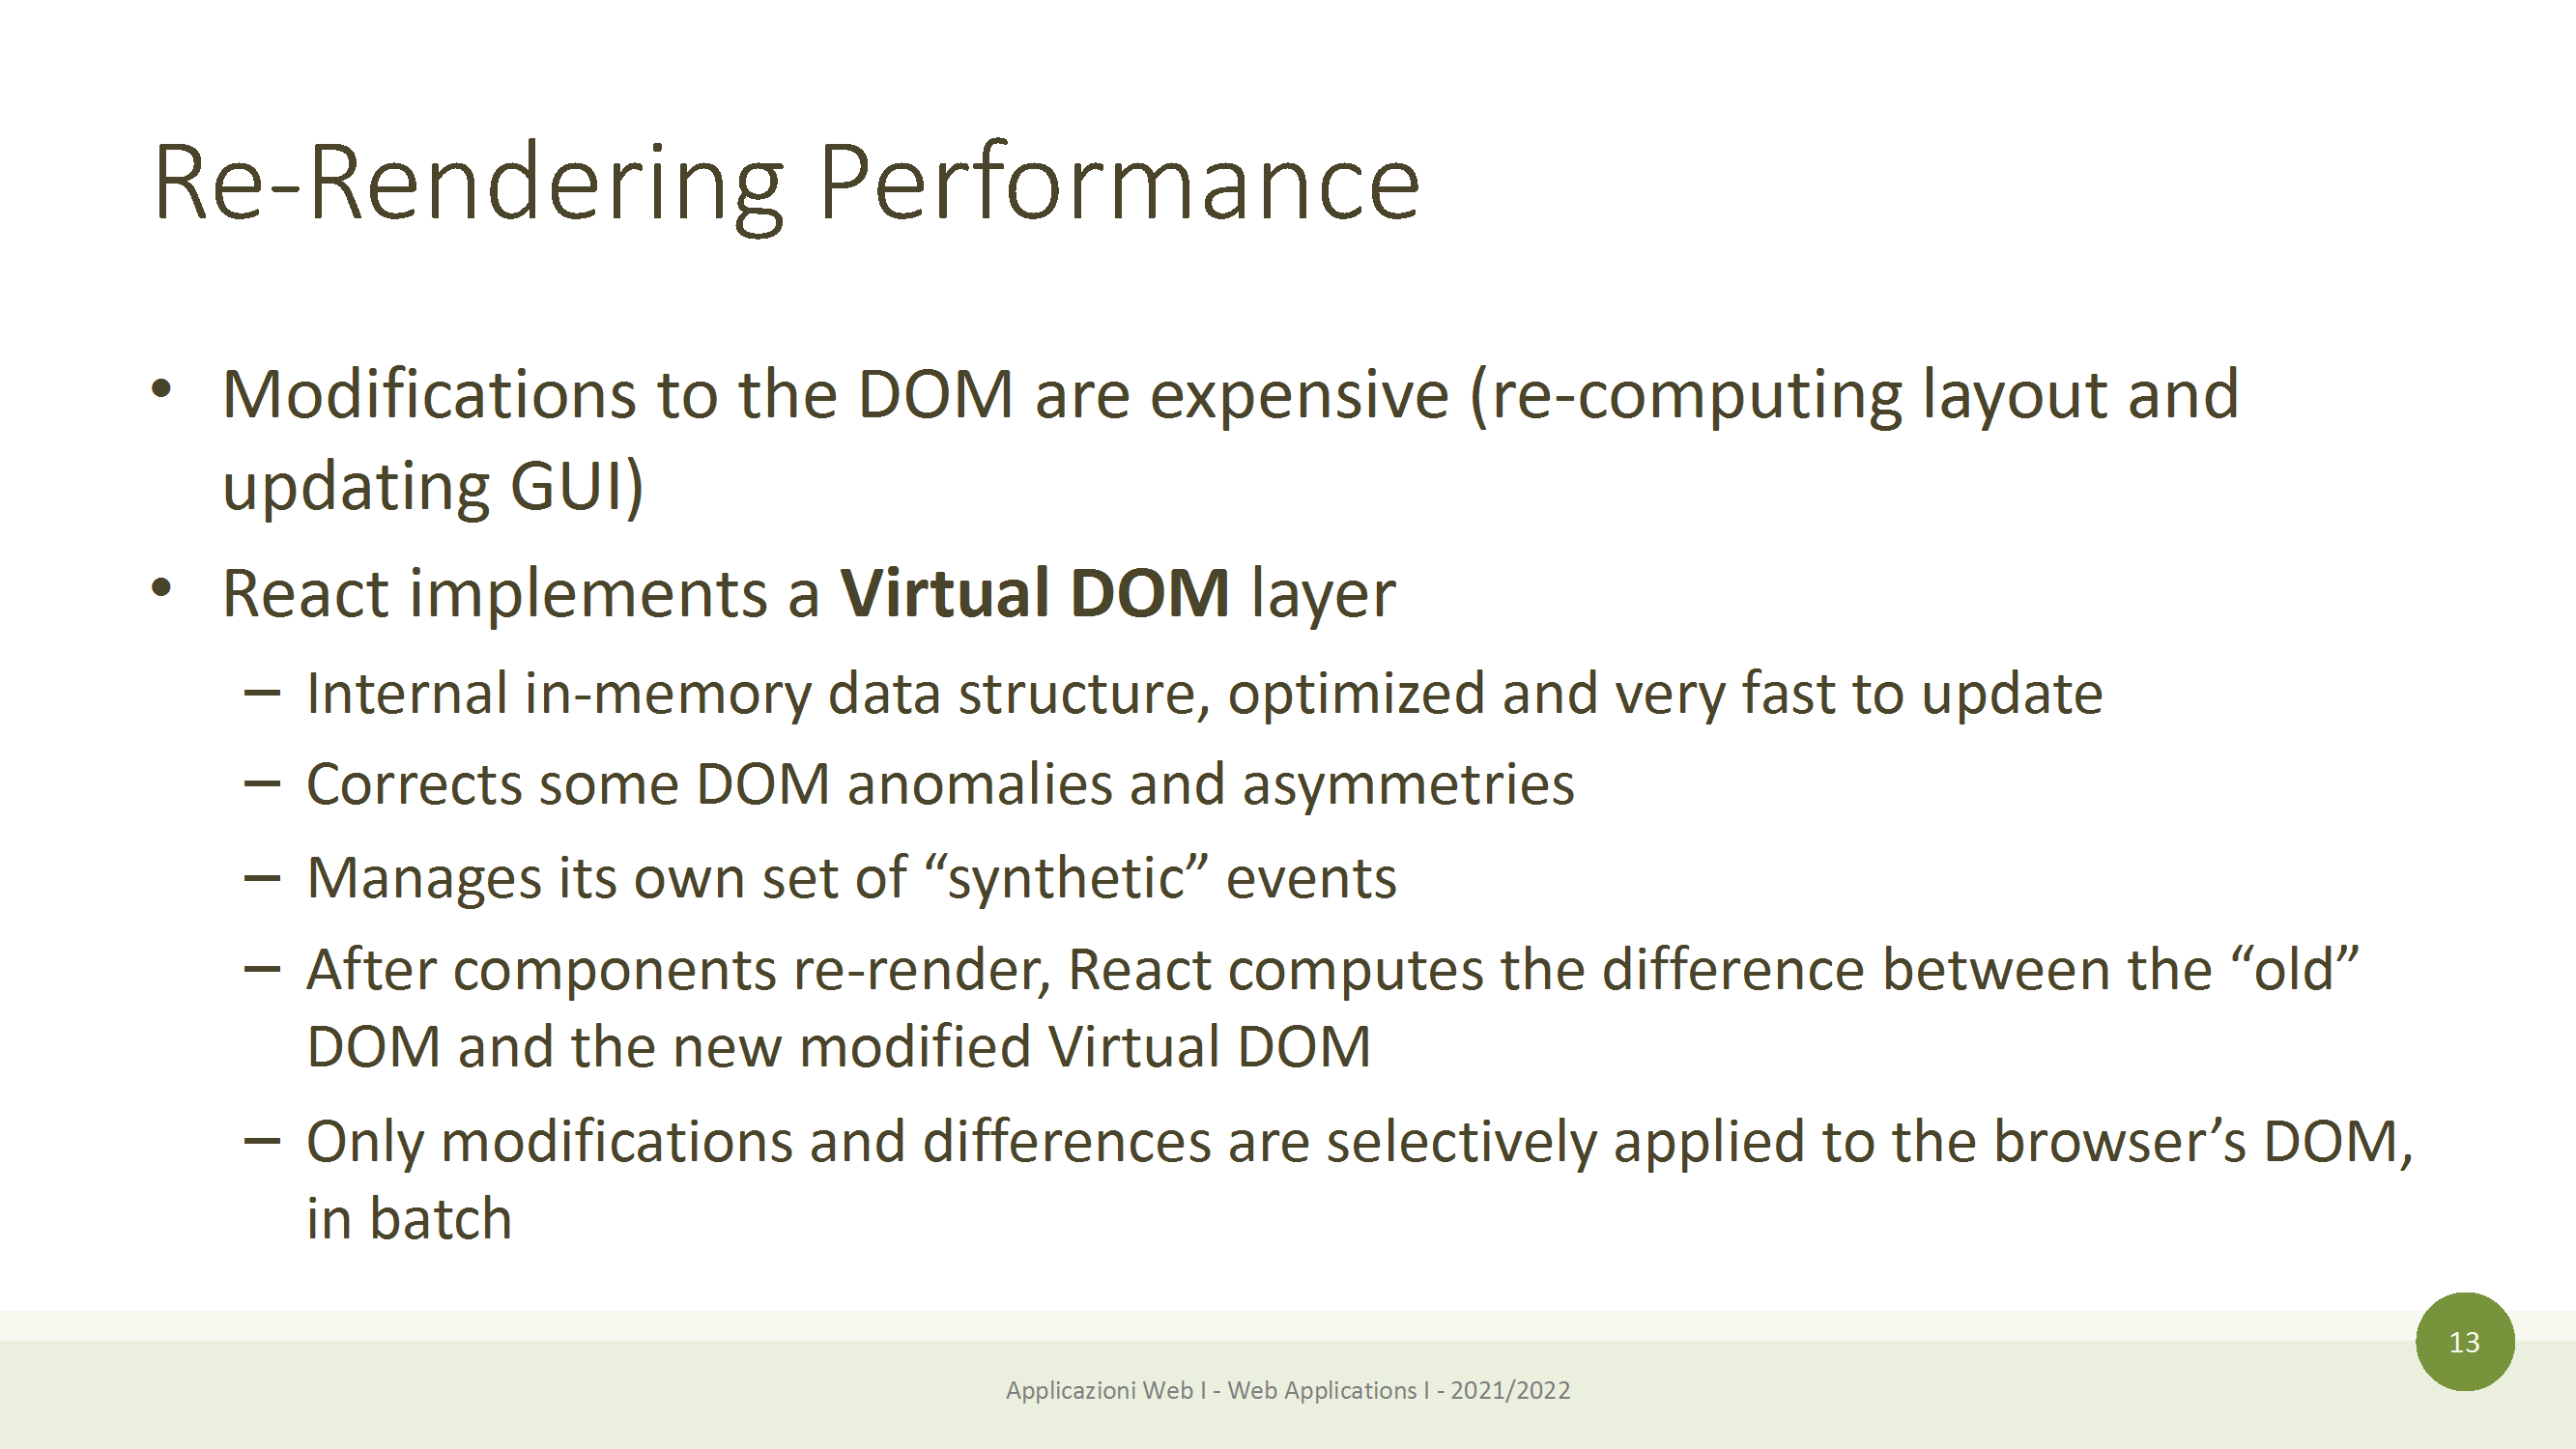 Re-Rendering Performance
• Modifications to the DOM are expensive (re-computing layout and
updating GUI)
• React implements a Virtual DOM layer
– Internal in-memory data structure, optimized and very fast to update
– Corrects some DOM anomalies and asymmetries
– Manages its own set of “synthetic” events
– After components re-render, React computes the difference between the “old”
DOM and the new modified Virtual DOM
– Only modifications and differences are selectively applied to the browser’s DOM,
in batch
13
Applicazioni Web I - Web Applications I - 2021/2022